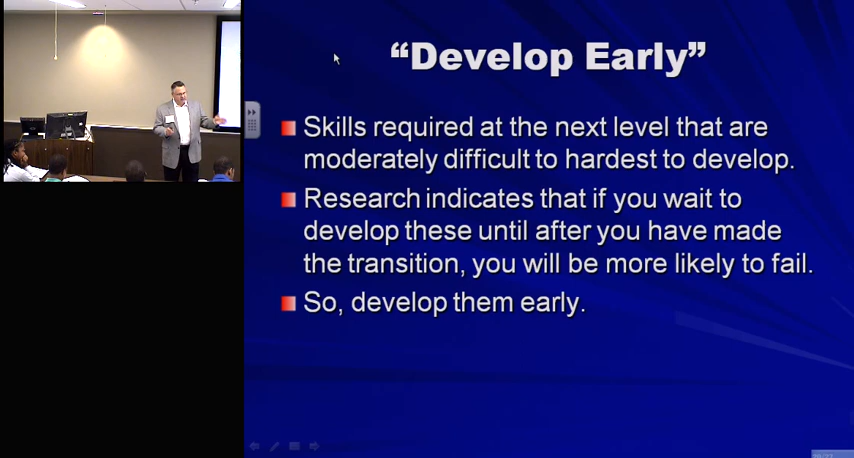 “Develop Early”
Skills required at the next level that are
moderately difficult to hardest to develop.
Research indicates that if you wait to
develop these until after you have made
the transition, you will be more likely to fail.
So, develop them early.